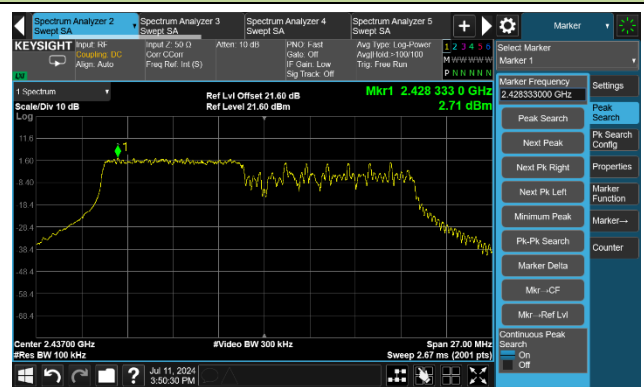 Spectrum Analyzer 2
Swept SA
Spectrum Analyzer 3
Swept SA
Spectrum Analyzer 4
Swept SA
Spectrum Analyzer 5
Swept SA
+
Marker
KEYSIGHT
Input: RF
Coupling: DC
Align: Auto
Input Z: 50 Ω
Corr CCorr
Freq Ref: Int (S)
Atten: 10 dB
PNO: Fast
Gate: Off
IF Gain: Low
Sig Track: Off
Avg Type: Log-Power
Avg|Hold:>100/100
Trig: Free Run
1 2 3 4 5 6
M W W W W W
P N N N N N
LXI
Select Marker
Marker 1
1 Spectrum
Scale/Div 10 dB
Log
Ref Lvl Offset 21.60 dB
Ref Level 21.60 dBm
Mkr1 2.428 333 0 GHz
2.71 dBm
11.6
1.60
-8.40
-18.4
-28.4
-38.4
-48.4
-58.4
-68.4
1
Center 2.43700 GHz
#Res BW 100 kHz
#Video BW 300 kHz
Span 27.00 MHz
Sweep 2.67 ms (2001 pts)
Marker Frequency
2.428333000 GHz
Peak Search
Next Peak
Next Pk Right
Next Pk Left
Minimum Peak
Pk-Pk Search
Marker Delta
Mkr→CF
Mkr→Ref Lvl
Continuous Peak
Search
On
Off
Settings
Peak
Search
Pk Search
Config
Properties
Marker
Function
Marker→
Counter
?
Jul 11, 2024
3:50:30 PM